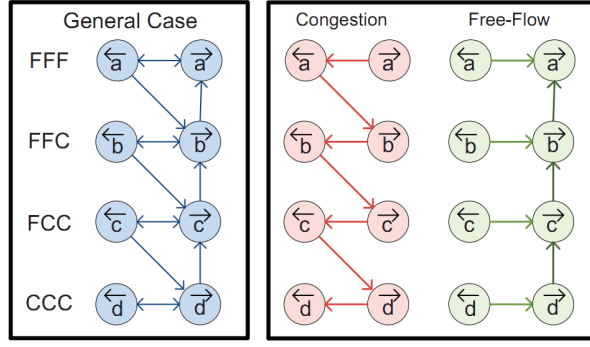 General Case Congestion Free-Flow
FFF a⃖ a⃗ a⃖ a⃗ a⃖ a⃗
FFC b⃖ b⃗ b⃖ b⃗ b⃖ b⃗
FCC c⃖ c⃗ c⃖ c⃗ c⃖ c⃗
CCC d⃖ d⃗ d⃖ d⃗ d⃖ d⃗